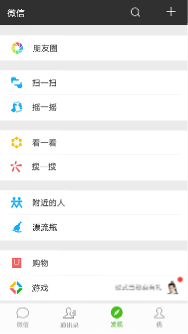 微信
朋友圈
扫一扫
摇一摇
看一看
搜一搜
附近的人
漂流瓶
购物
游戏
微信
通讯录
发现
我